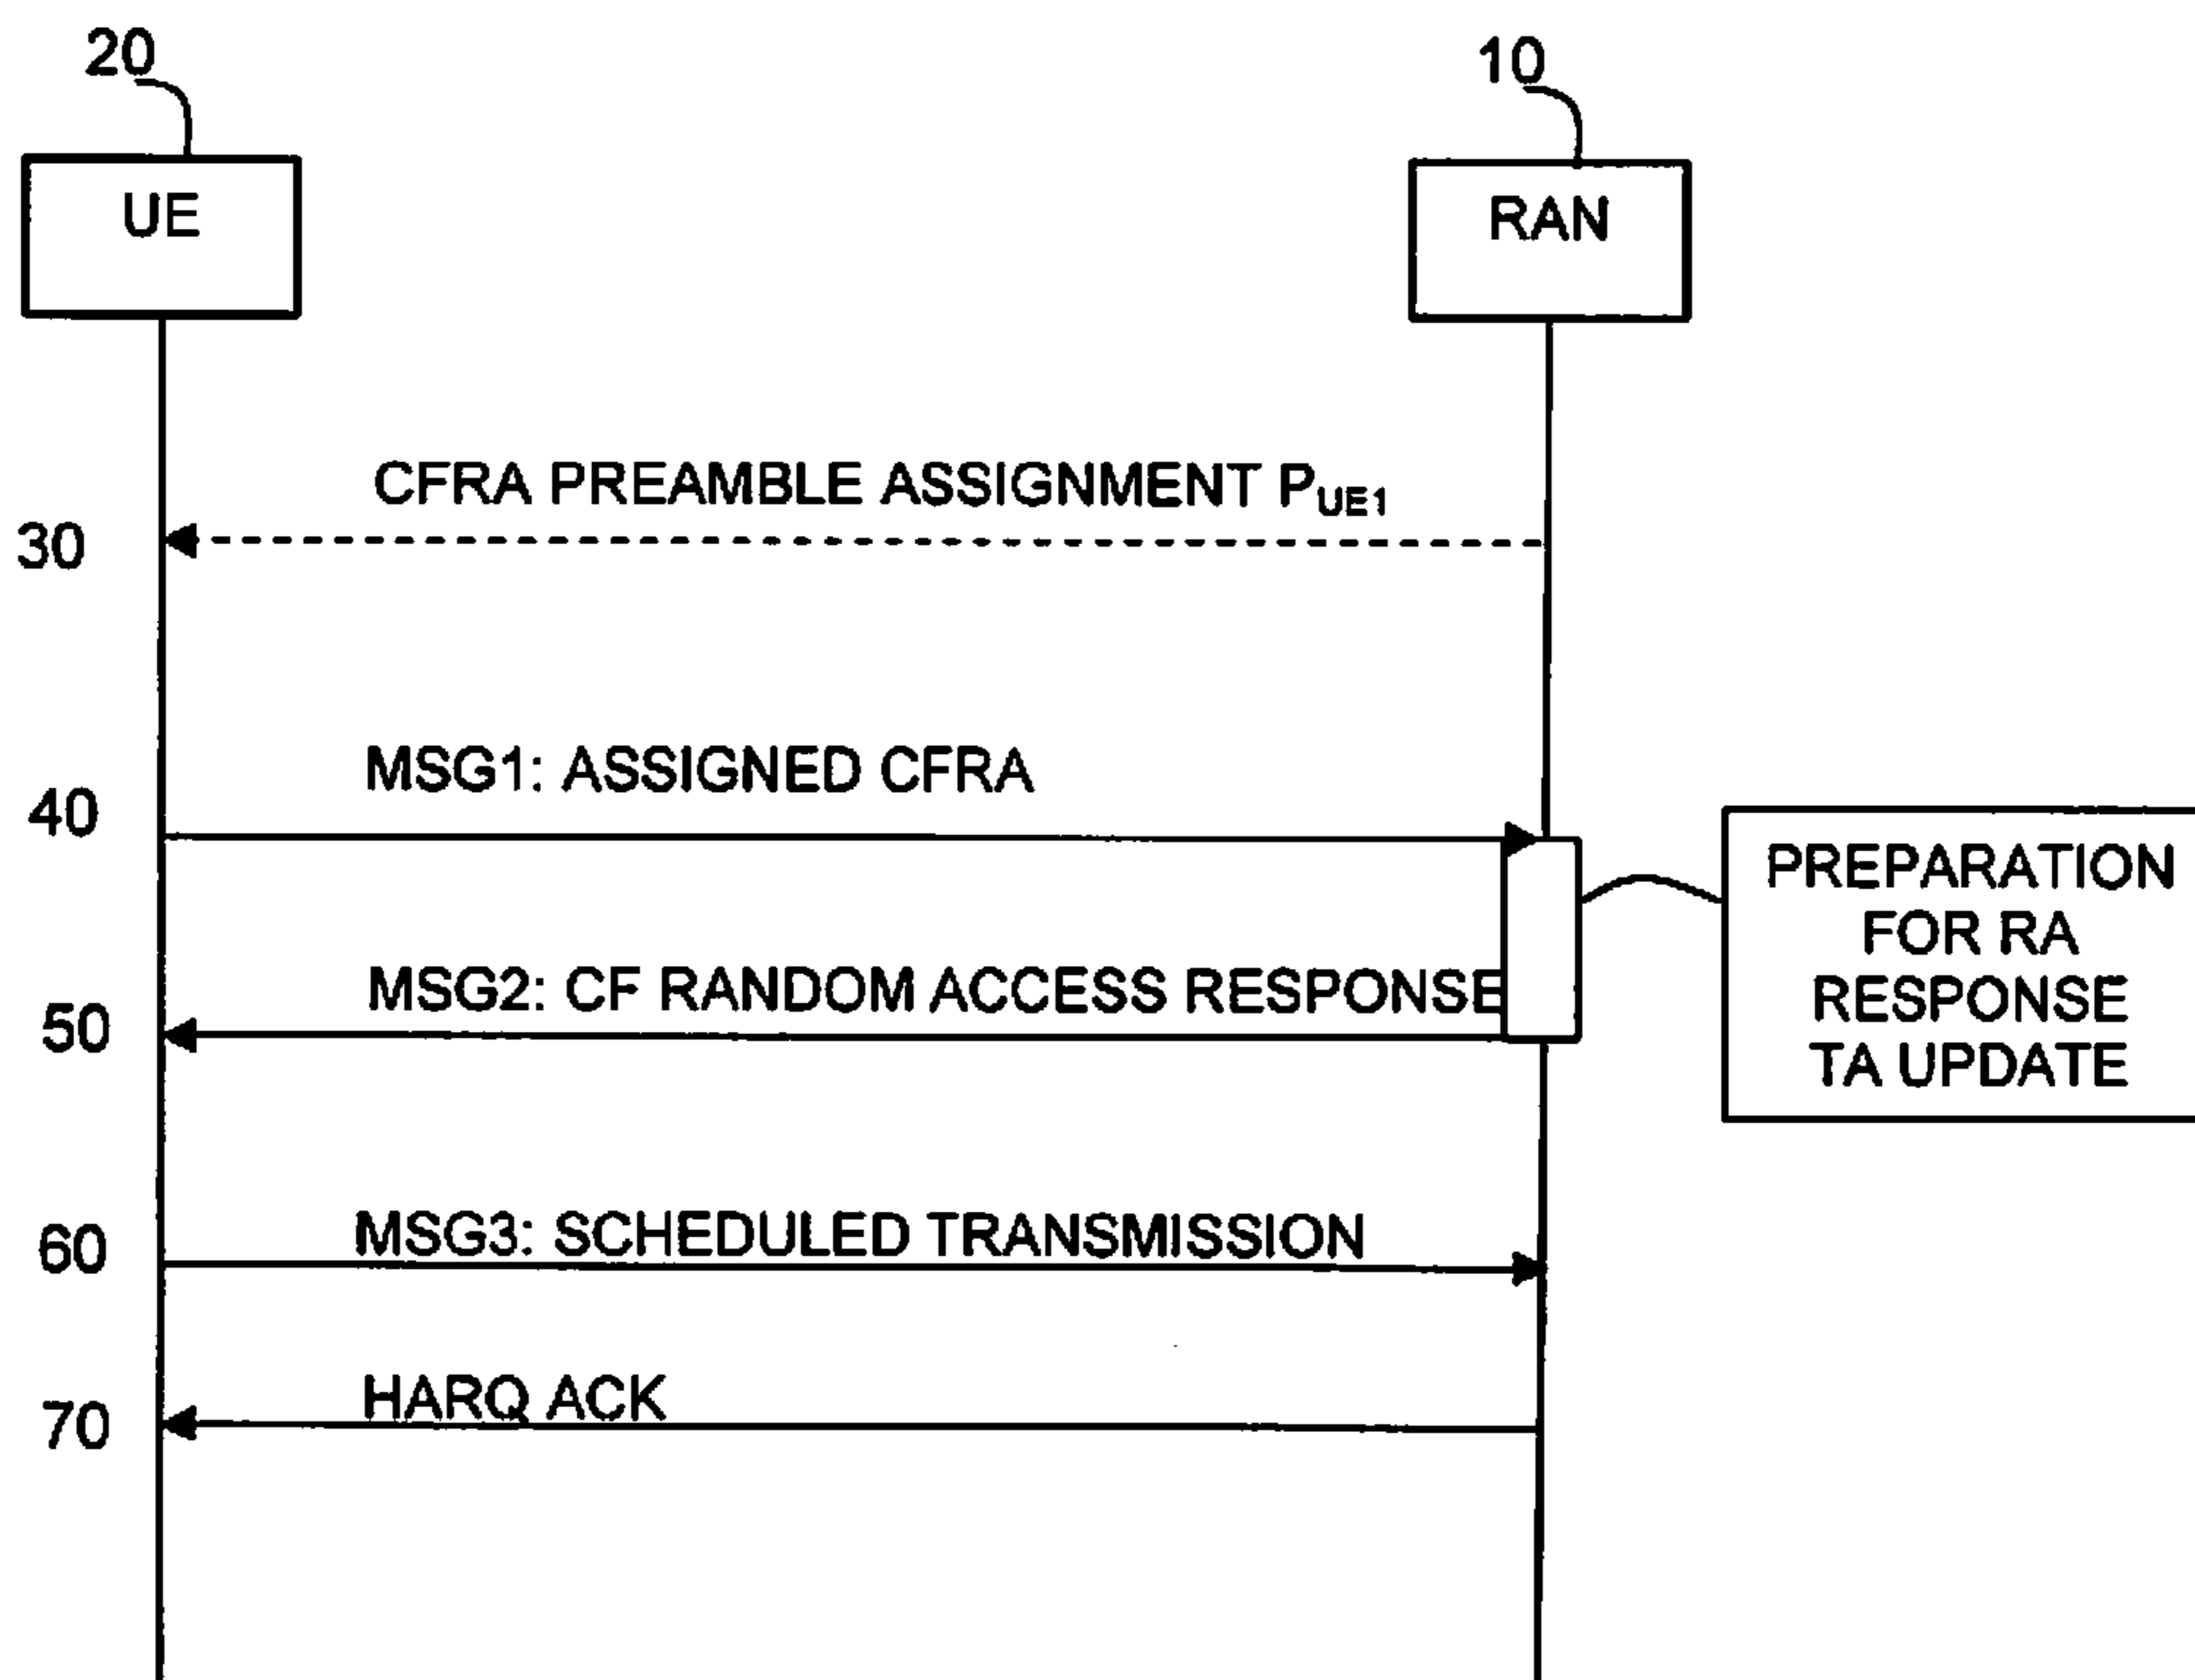 20
10
UE
RAN
CFRA PREAMBLE ASSIGNMENT PUE1
30
MSG1: ASSIGNED CFRA
40
PREPARATION
FOR RA
RESPONSE
TA UPDATE
MSG2: CF RANDOM ACCESS RESPONSE
50
MSG3: SCHEDULED TRANSMISSION
60
HARQ ACK
70